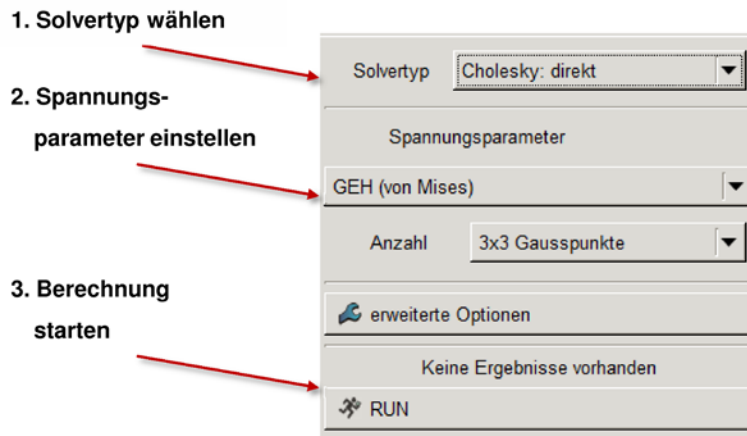 1. Solvertyp wählen
2. Spannungs-
parameter einstellen
3. Berechnung
starten
Solvertyp Cholesky: direkt
Spannungsparameter
GEH (von Mises)
Anzahl 3x3 Gausspunkte
erweiterte Optionen
Keine Ergebnisse vorhanden
RUN